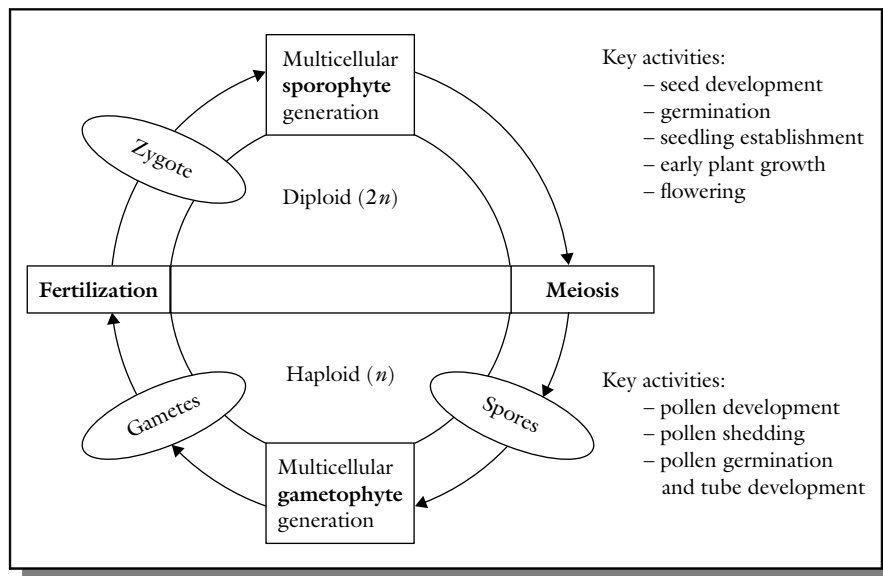 Multicellular
sporophyte
generation
Key activities:
– seed development
– germination
– seedling establishment
– early plant growth
– flowering
Zygote
Diploid (2n)
Fertilization
Meiosis
Haploid (n)
Gametes
Spores
Multicellular
gametophyte
generation
Key activities:
– pollen development
– pollen shedding
– pollen germination
and tube development